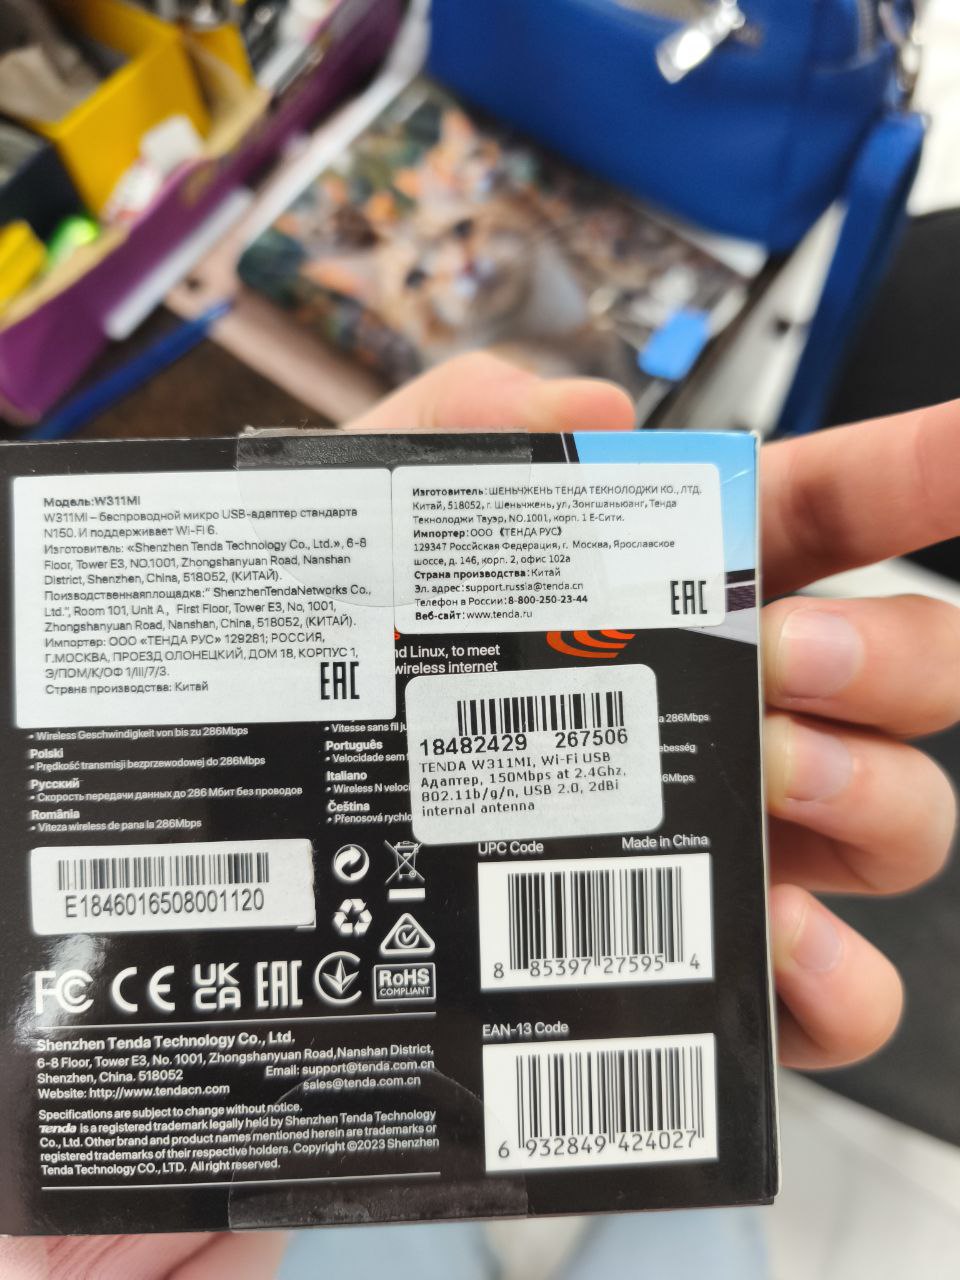 Модель:W311MI
W311MI – беспроводной микро USB-адаптер стандарта
N150. И поддерживает Wi-Fi 6.
Изготовитель: «Shenzhen Tenda Technology Co., Ltd.», 6-8
Floor, Tower E3, NO.1001, Zhongshanyuan Road, Nanshan
District, Shenzhen, China, 518052, (КИТАЙ).
Поизводственнаяплощадка:“ ShenzhenTendaNetworks Co.,
Ltd.”, Room 101, Unit A, First Floor, Tower E3, No, 1001,
Zhongshanyuan Road, Nanshan, China, 518052, (КИТАЙ).
Импортер: ООО «ТЕНДА РУС» 129281; РОССИЯ,
Г.МОСКВА, ПРОЕЗД ОЛОНЕЦКИЙ, ДОМ 18, КОРПУС 1,
Э/ПОМ/К/ОФ 1/III/7/3.
Страна производства: Китай
EAC
Изготовитель: ШЕНЬЧЖЕНЬ ТЕНДА ТЕКНОЛОДЖИ КО., ЛТД.
Китай, 518052, г. Шеньчжень, ул, Зонгшаньюанг, Тенда
Текнолоджи Тауэр, NO.1001, корп. 1 Е-Сити.
Импортер:ООО 《ТЕНДА РУС》
129347 Российская Федерация, г. Москва, Ярославское
шоссе, д. 146, корп. 2, офис 102а
Страна производства: Китай
Эл. адрес: support.russia@tenda.cn
Телефон в России: 8-800-250-23-44
Веб-сайт: www.tenda.ru
EAC
nd Linux, to meet
wireless internet
• Wireless Geschwindigkeit von bis zu 286Mbps
Polski
• Prędkość transmisji bezprzewodowej do 286Mbps
Русский
• Скорость передачи данных до 286 Мбит без проводов
România
• Viteza wireless de pana la 286Mbps
• Vitesse sans fil ju
Português
• Velocidade sem f
Italiano
• Wireless N veloci
Čeština
• Přenosová rychlo
a 286Mbps
ebesség
18482429 267506
TENDA W311MI, Wi-Fi USB
Адаптер, 150Mbps at 2.4Ghz,
802.11b/g/n, USB 2.0, 2dBi
internal antenna
E1846016508001120
UPC Code
Made in China
8 85397 27595 4
FC CE UK CA EAC
RoHS
COMPLIANT
EAN-13 Code
6 932849 424027
Shenzhen Tenda Technology Co., Ltd.
6-8 Floor, Tower E3, No. 1001, Zhongshanyuan Road,Nanshan District,
Shenzhen, China. 518052
Email: support@tenda.com.cn
Website: http://www.tendacn.com
sales@tenda.com.cn
Specifications are subject to change without notice.
Tenda is a registered trademark legally held by Shenzhen Tenda Technology
Co., Ltd. Other brand and product names mentioned herein are trademarks or
registered trademarks of their respective holders. Copyright ©2023 Shenzhen
Tenda Technology CO., LTD. All right reserved.